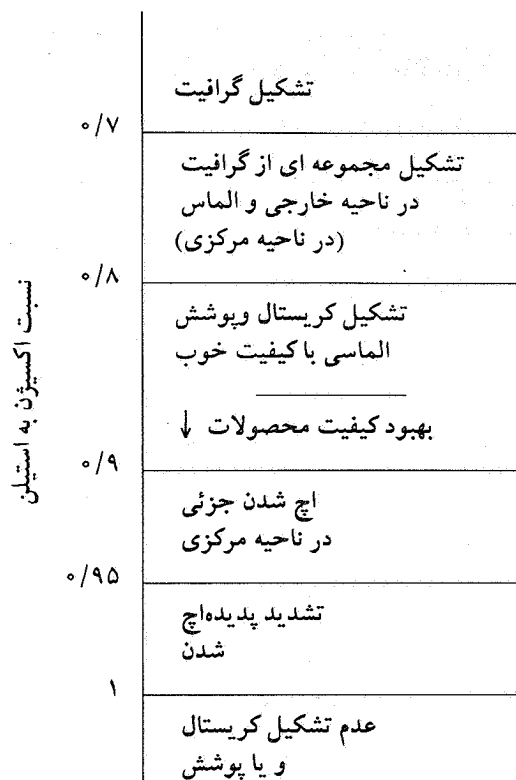 تشکیل گرافیت
۰/۷
تشکیل مجموعه ای از گرافیت
در ناحیه خارجی و الماس
(در ناحیه مرکزی)
۰/۸
تشکیل کریستال وپوشش
الماسی با کیفیت خوب
بهبود کیفیت محصولات ↓
۰/۹
اچ شدن جزئی
در ناحیه مرکزی
۰/۹۵
تشدید پدیده‌اچ
شدن
۱
عدم تشکیل کریستال
و یا پوشش
نسبت اکسیژن به استیلن